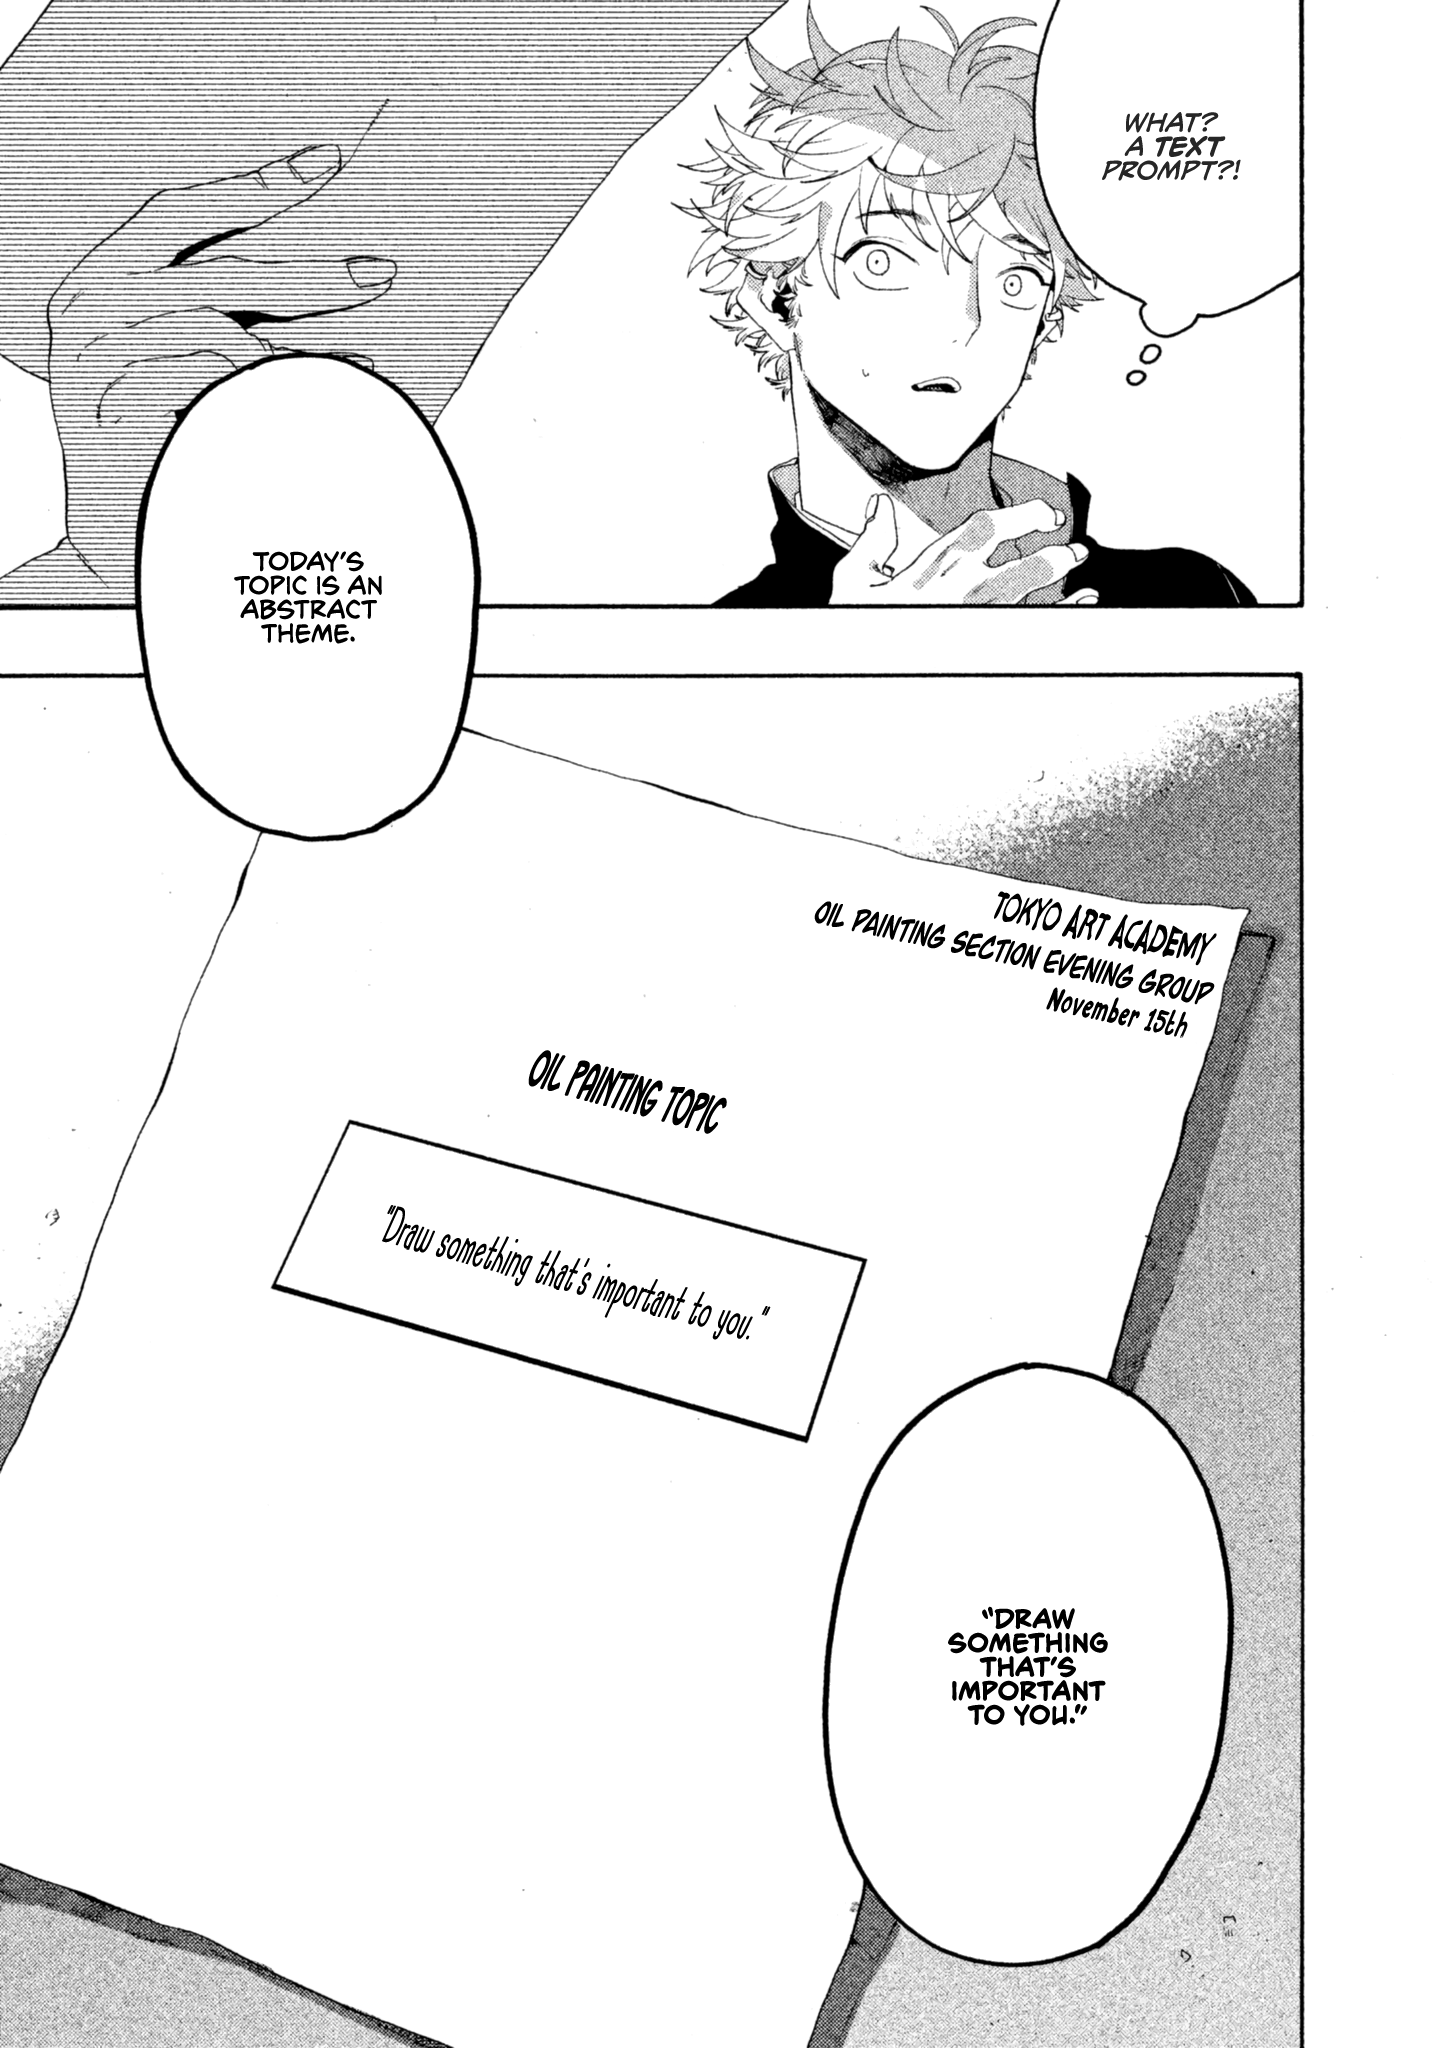 WHAT?
A TEXT
PROMPT?!
TODAY'S
TOPIC IS AN
ABSTRACT
THEME.
TOKYO ART ACADEMY
OIL PAINTING SECTION EVENING GROUP
November 15th
OIL PAINTING TOPIC
"Draw something that's important to you."
"DRAW
SOMETHING
THAT'S
IMPORTANT
TO YOU."